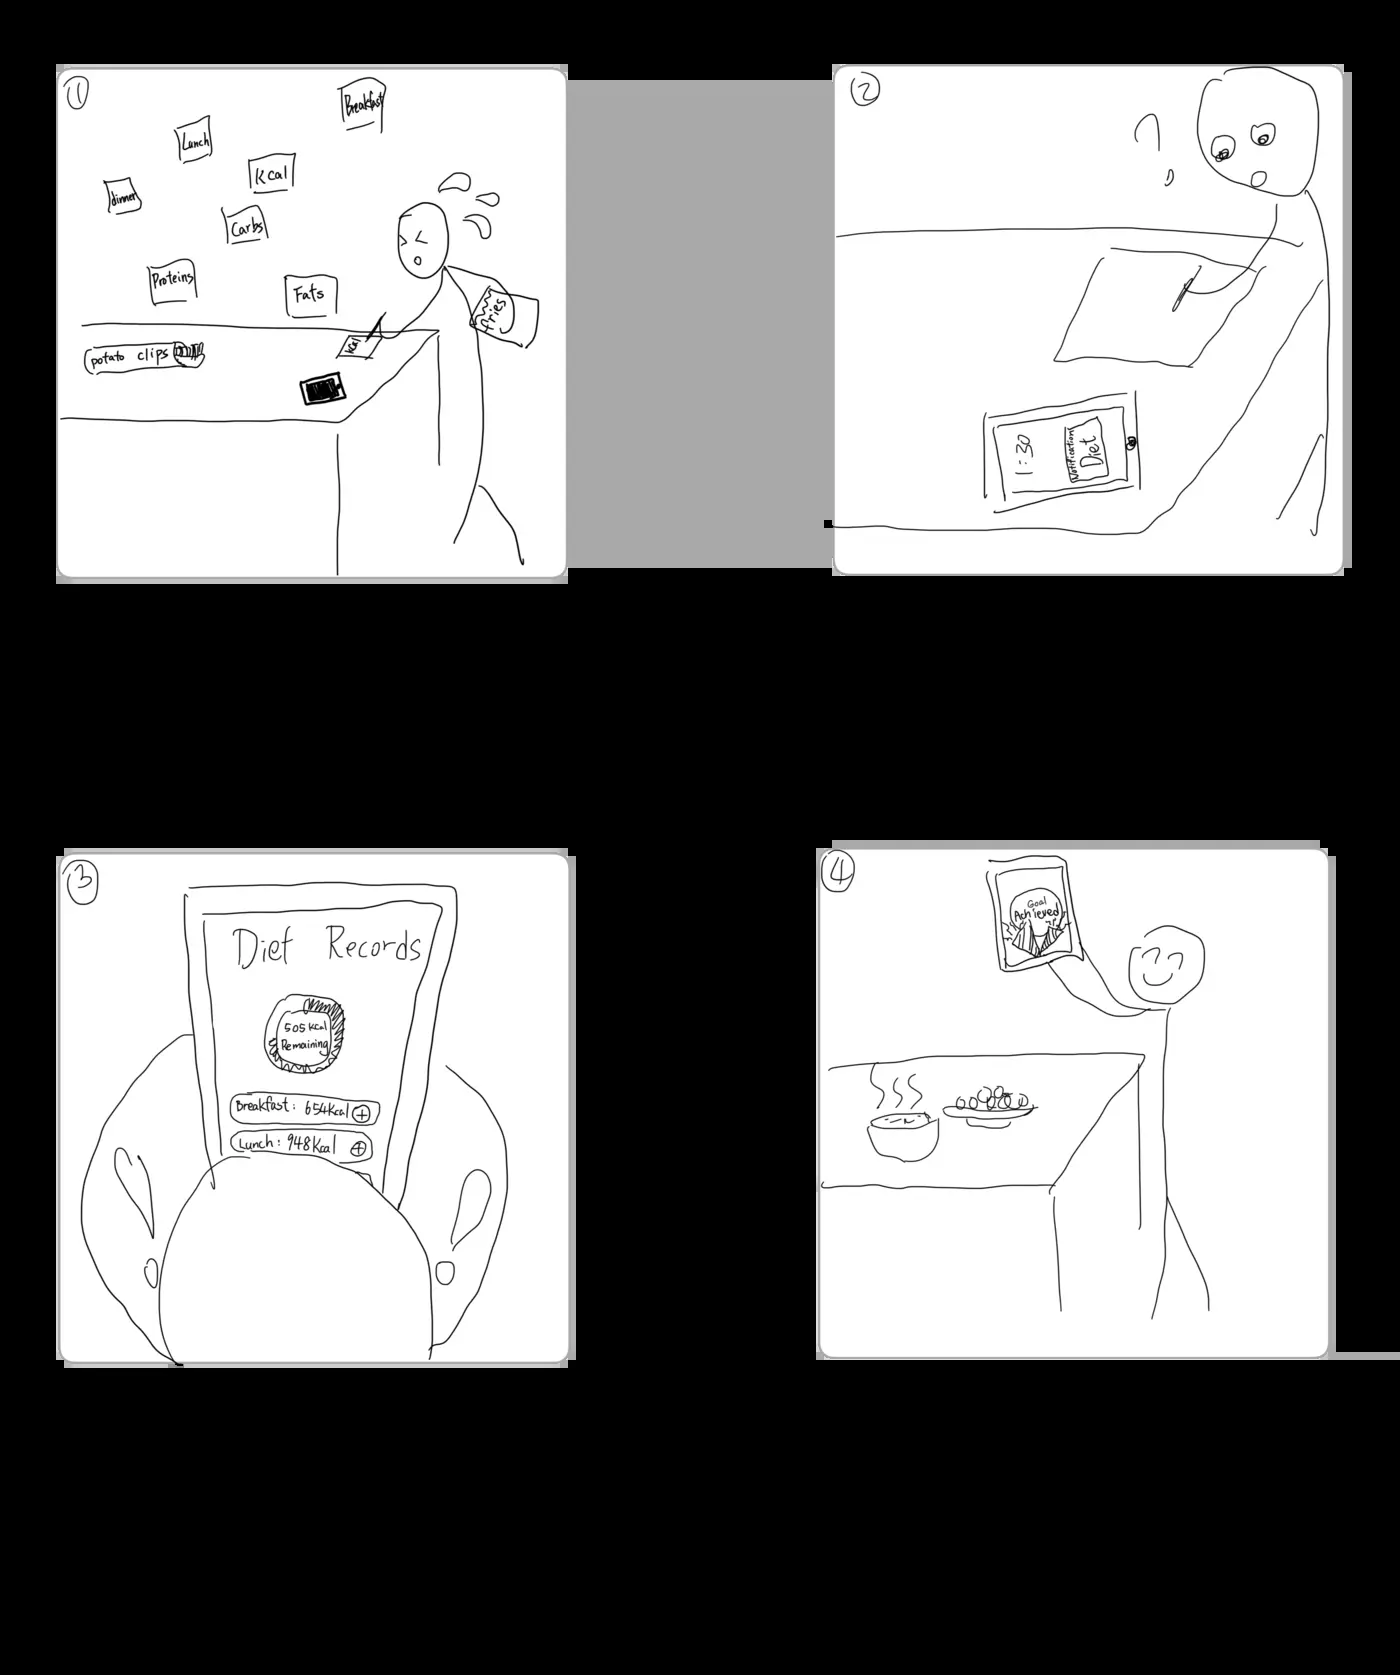 ①
Breakfast
Lunch
Kcal
dinner
Carbs
Proteins
Fats
fries
potato clips
Kcal
②
?
1:30
Notification
Diet
③
Diet Records
505 Kcal
Remaining
Breakfast: 654Kcal ⊕
Lunch: 948Kcal ⊕
!
!
④
Goal
Achieved